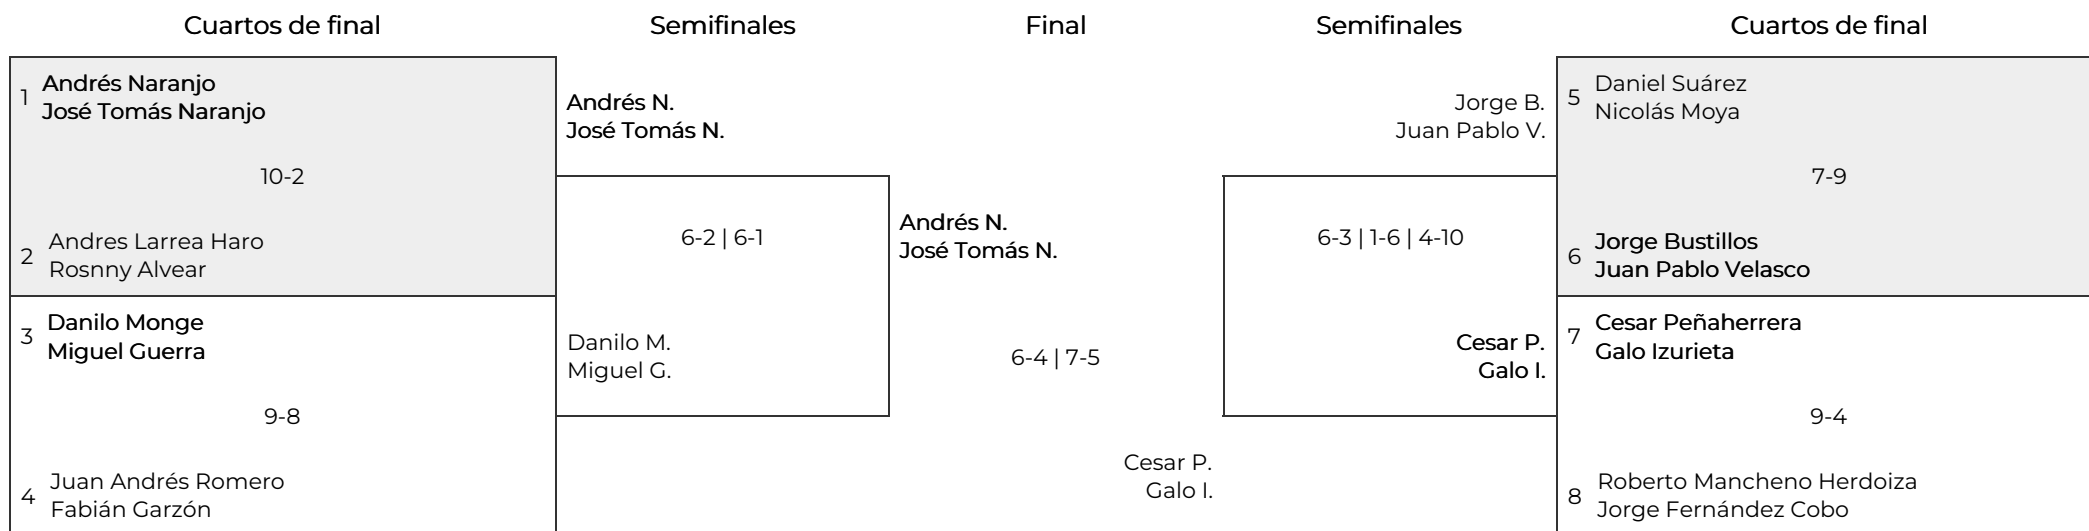 Cuartos de final
Semifinales
Final
Semifinales
Cuartos de final
1
Andrés Naranjo
José Tomás Naranjo
10-2
2
Andres Larrea Haro
Rosnny Alvear
3
Danilo Monge
Miguel Guerra
9-8
4
Juan Andrés Romero
Fabián Garzón
Andrés N.
José Tomás N.
6-2 | 6-1
Danilo M.
Miguel G.
Andrés N.
José Tomás N.
6-4 | 7-5
Cesar P.
Galo I.
Jorge B.
Juan Pablo V.
6-3 | 1-6 | 4-10
Cesar P.
Galo I.
5
Daniel Suárez
Nicolás Moya
7-9
6
Jorge Bustillos
Juan Pablo Velasco
7
Cesar Peñaherrera
Galo Izurieta
9-4
8
Roberto Mancheno Herdoiza
Jorge Fernández Cobo